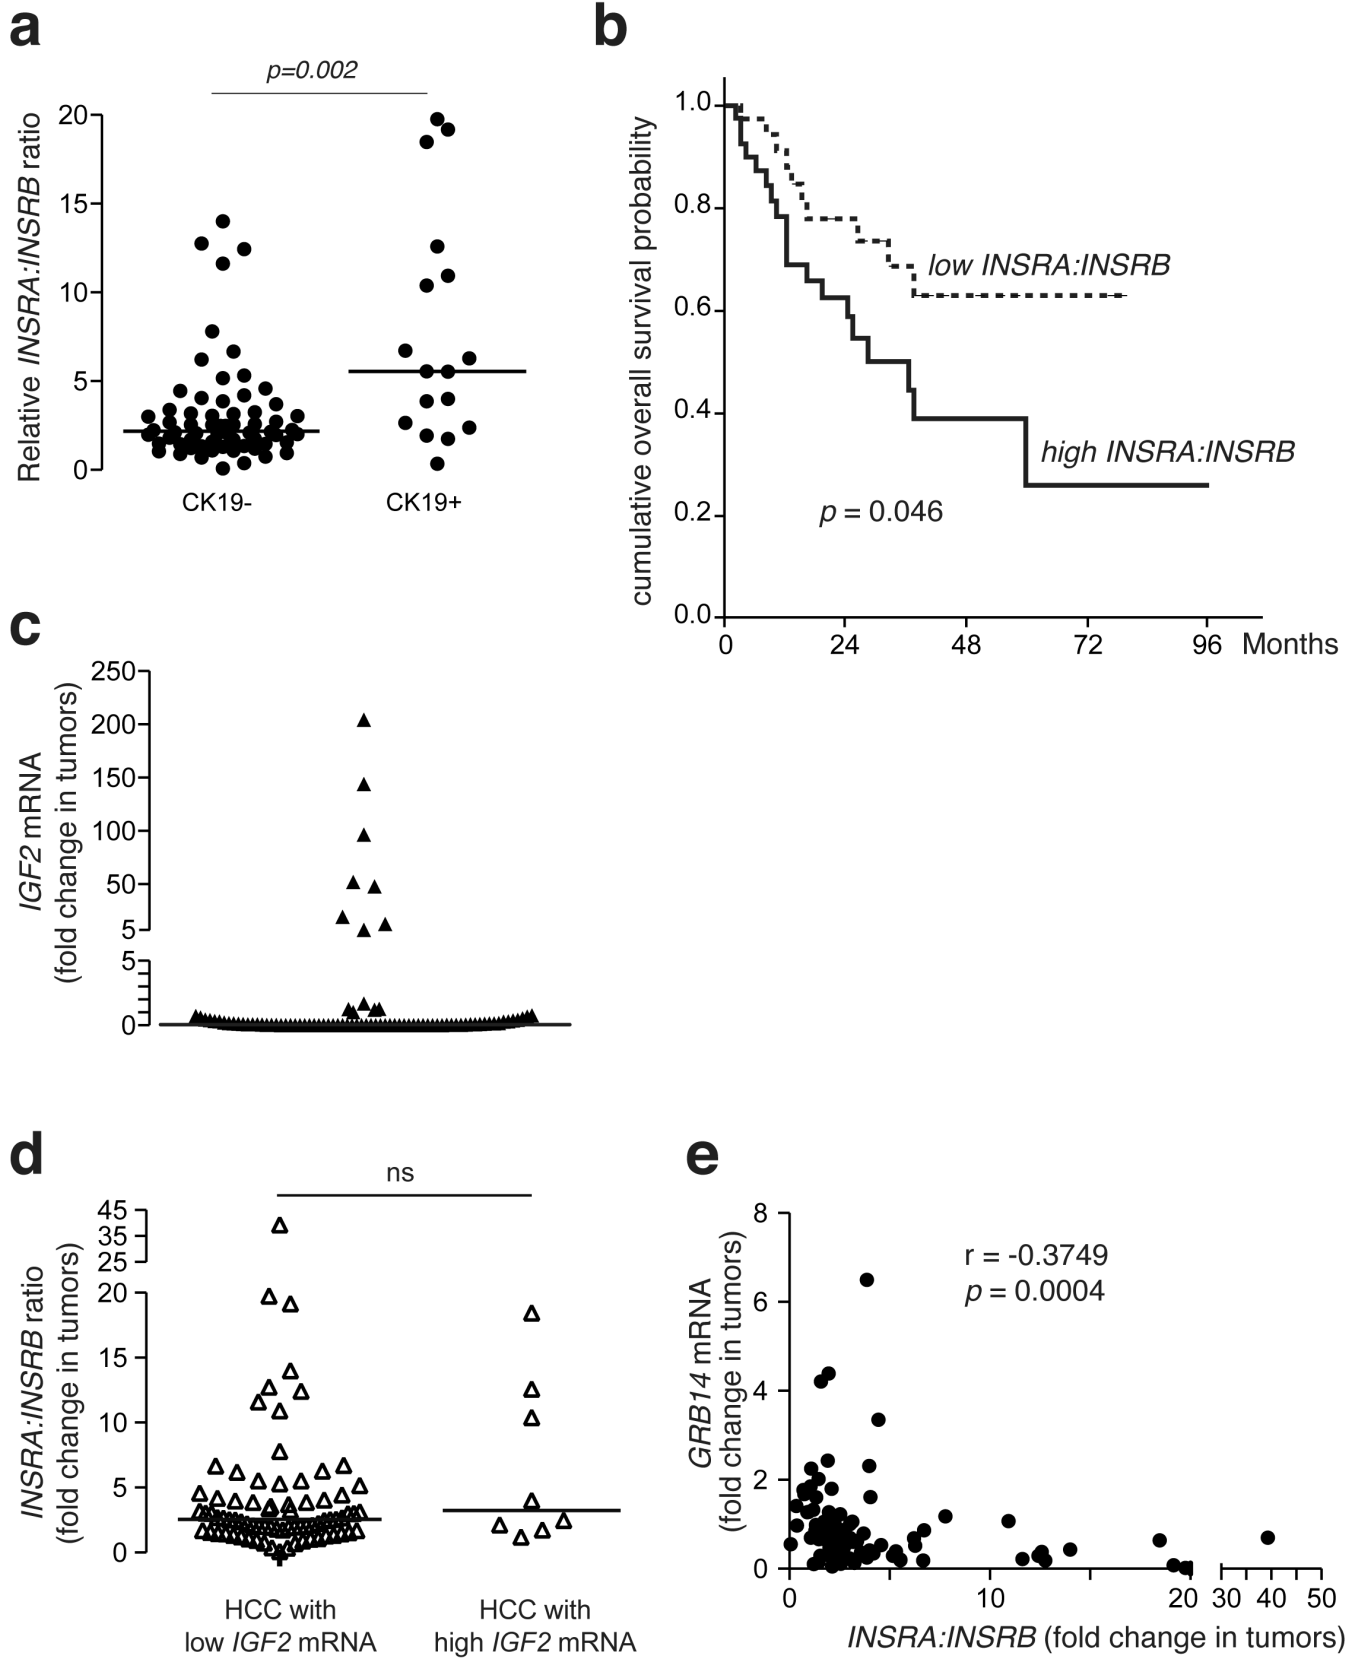 a
p=0.002
Relative INSRA:INSRB ratio
20
15
10
5
0
CK19-
CK19+
b
cumulative overall survival probability
1.0
0.8
0.6
0.4
0.2
0.0
low INSRA:INSRB
high INSRA:INSRB
p = 0.046
0 24 48 72 96 Months
c
IGF2 mRNA
(fold change in tumors)
250
200
150
100
50
5
5
0
d
ns
INSRA:INSRB ratio
(fold change in tumors)
45
35
25
20
15
10
5
0
HCC with
low IGF2 mRNA
HCC with
high IGF2 mRNA
e
GRB14 mRNA
(fold change in tumors)
8
6
4
2
0
r = -0.3749
p = 0.0004
0 10 20 30 40 50
INSRA:INSRB (fold change in tumors)